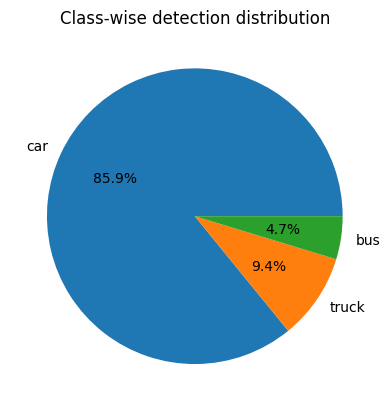 Class-wise detection distribution
car
85.9%
4.7%
bus
9.4%
truck